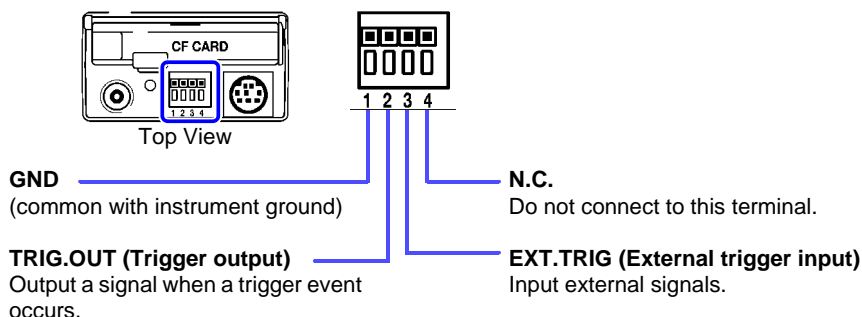 CF CARD
1 2 3 4
Top View
1 2 3 4
GND
(common with instrument ground)
TRIG.OUT (Trigger output)
Output a signal when a trigger event
occurs.
N.C.
Do not connect to this terminal.
EXT.TRIG (External trigger input)
Input external signals.